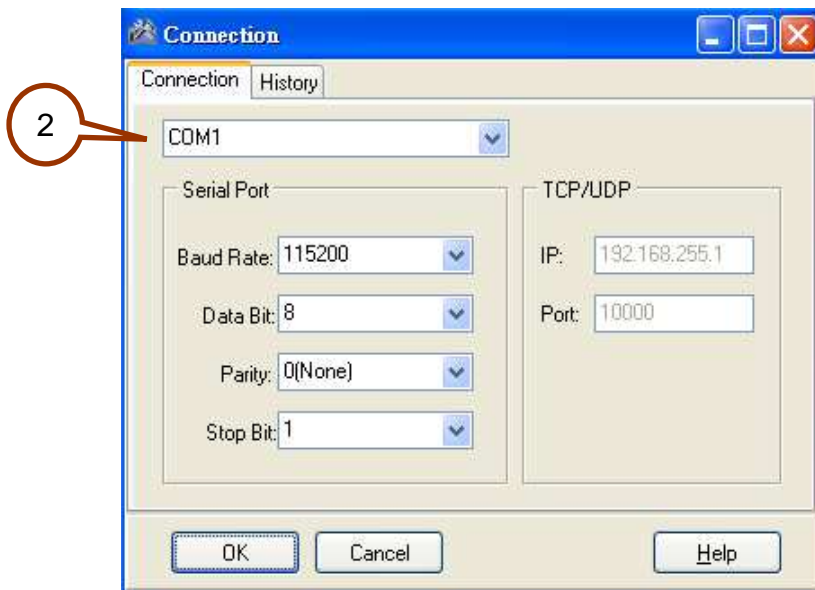 Connection
Connection History
2
COM1
Serial Port
Baud Rate: 115200
Data Bit: 8
Parity: 0(None)
Stop Bit: 1
TCP/UDP
IP: 192.168.255.1
Port: 10000
OK Cancel Help